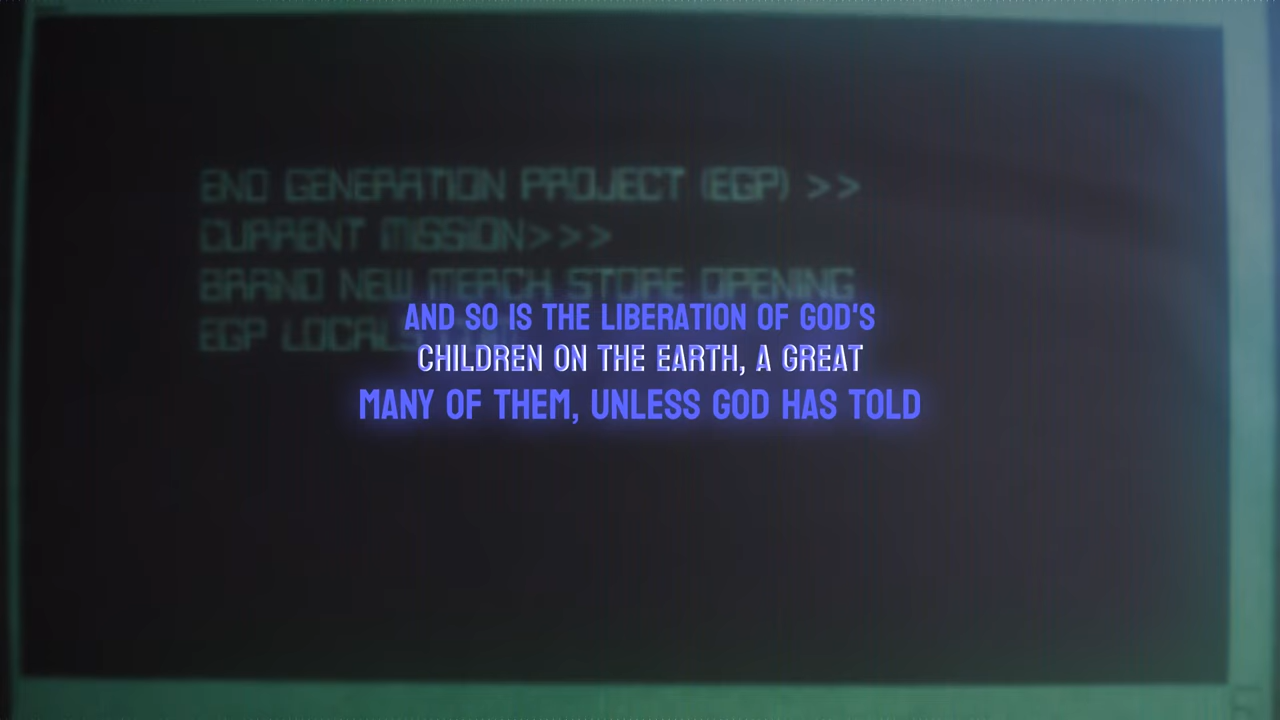 END GENERATION PROJECT (EGP) >>
CURRENT MISSION>>>
BRAND NEW MERCH STORE OPENING
EGP LOCALS
AND SO IS THE LIBERATION OF GOD'S
CHILDREN ON THE EARTH, A GREAT
MANY OF THEM, UNLESS GOD HAS TOLD